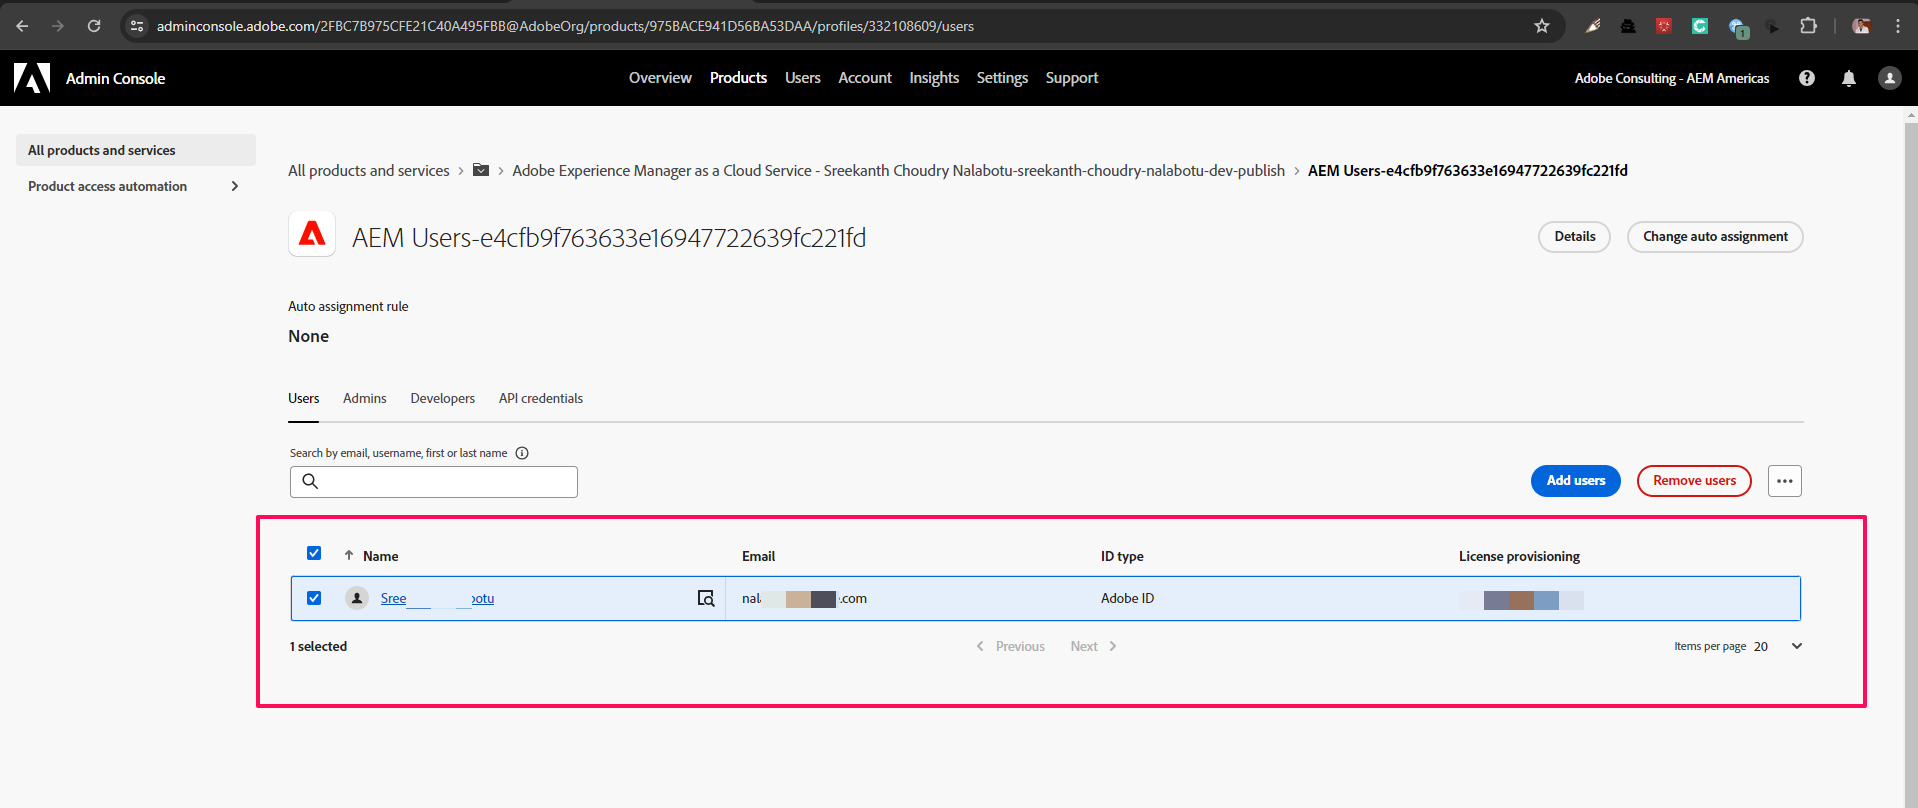 adminconsole.adobe.com/2FBC7B975CFE21C40A495FBB@AdobeOrg/products/975BACE941D56BA53DAA/profiles/332108609/users
1
Admin Console
Overview Products Users Account Insights Settings Support
Adobe Consulting - AEM Americas
All products and services
Product access automation
All products and services > Adobe Experience Manager as a Cloud Service - Sreekanth Choudry Nalabotu-sreekanth-choudry-nalabotu-dev-publish > AEM Users-e4cfb9f763633e16947722639fc221fd
AEM Users-e4cfb9f763633e16947722639fc221fd
Details Change auto assignment
Auto assignment rule
None
Users Admins Developers API credentials
Search by email, username, first or last name
Add users Remove users ...
Name Email ID type License provisioning
Sree otu nal .com Adobe ID
1 selected Previous Next Items per page 20